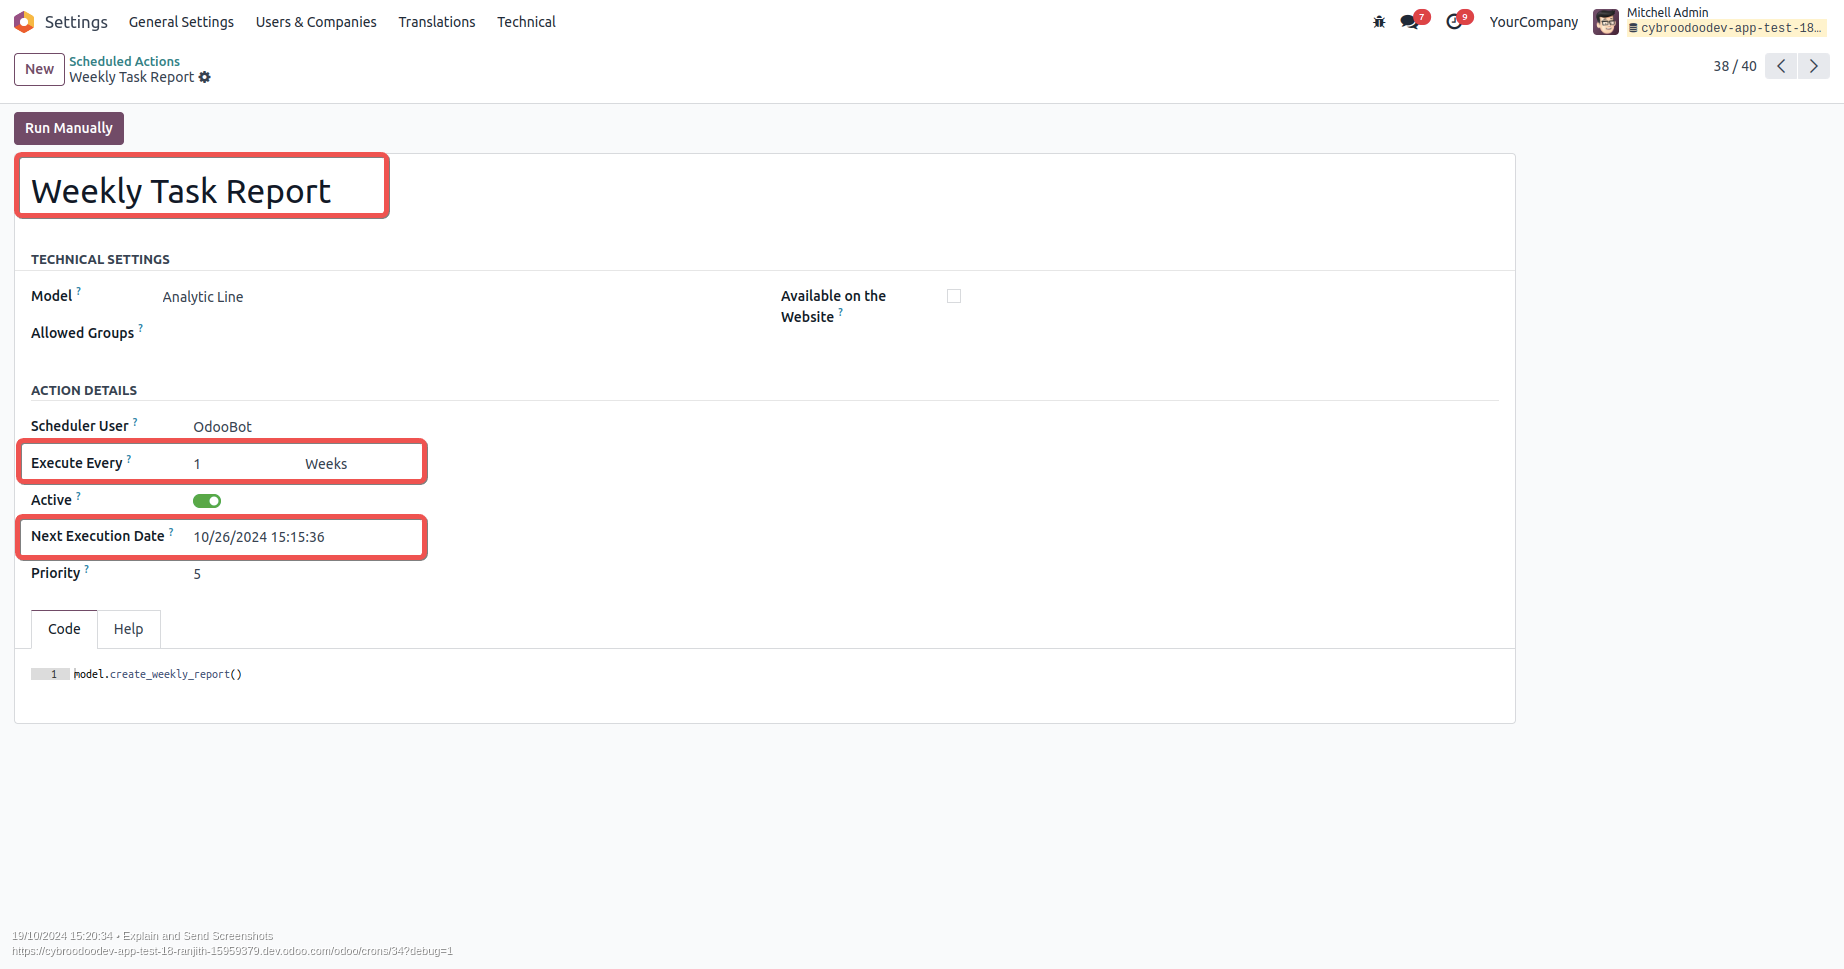 Settings General Settings Users & Companies Translations Technical 7 9 YourCompany Mitchell Admin
cybroodoodev-app-test-18…
New Scheduled Actions
Weekly Task Report
38 / 40
Run Manually
Weekly Task Report
TECHNICAL SETTINGS
Model ? Analytic Line
Allowed Groups ?
Available on the
Website ?
ACTION DETAILS
Scheduler User ? OdooBot
Execute Every ? 1 Weeks
Active ?
Next Execution Date ? 10/26/2024 15:15:36
Priority ? 5
Code Help
1 model.create_weekly_report()
19/10/2024 15:20:34 • Explain and Send Screenshots
https://cybroodoodev-app-test-18-ranjith-15959379.dev.odoo.com/odoo/crons/34?debug=1